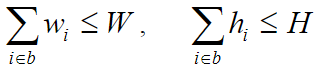 ∑_{i∈b} w_i ≤ W ,   ∑_{i∈b} h_i ≤ H